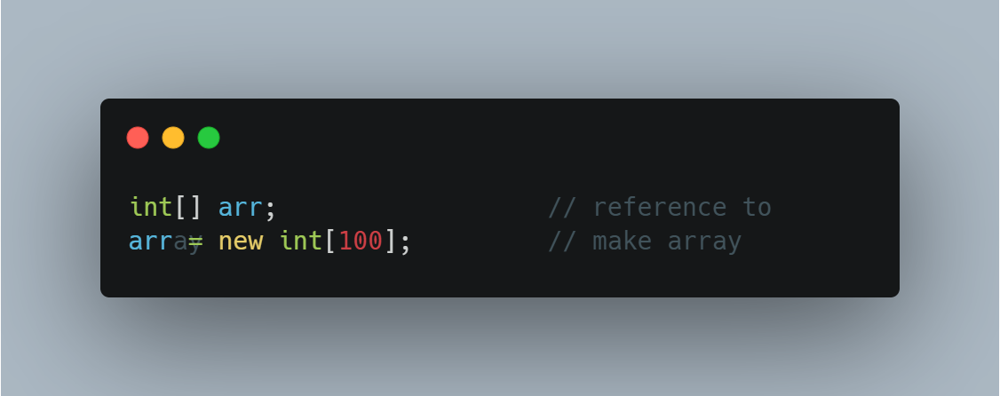 int[] arr;                   // reference to
array = new int[100];         // make array